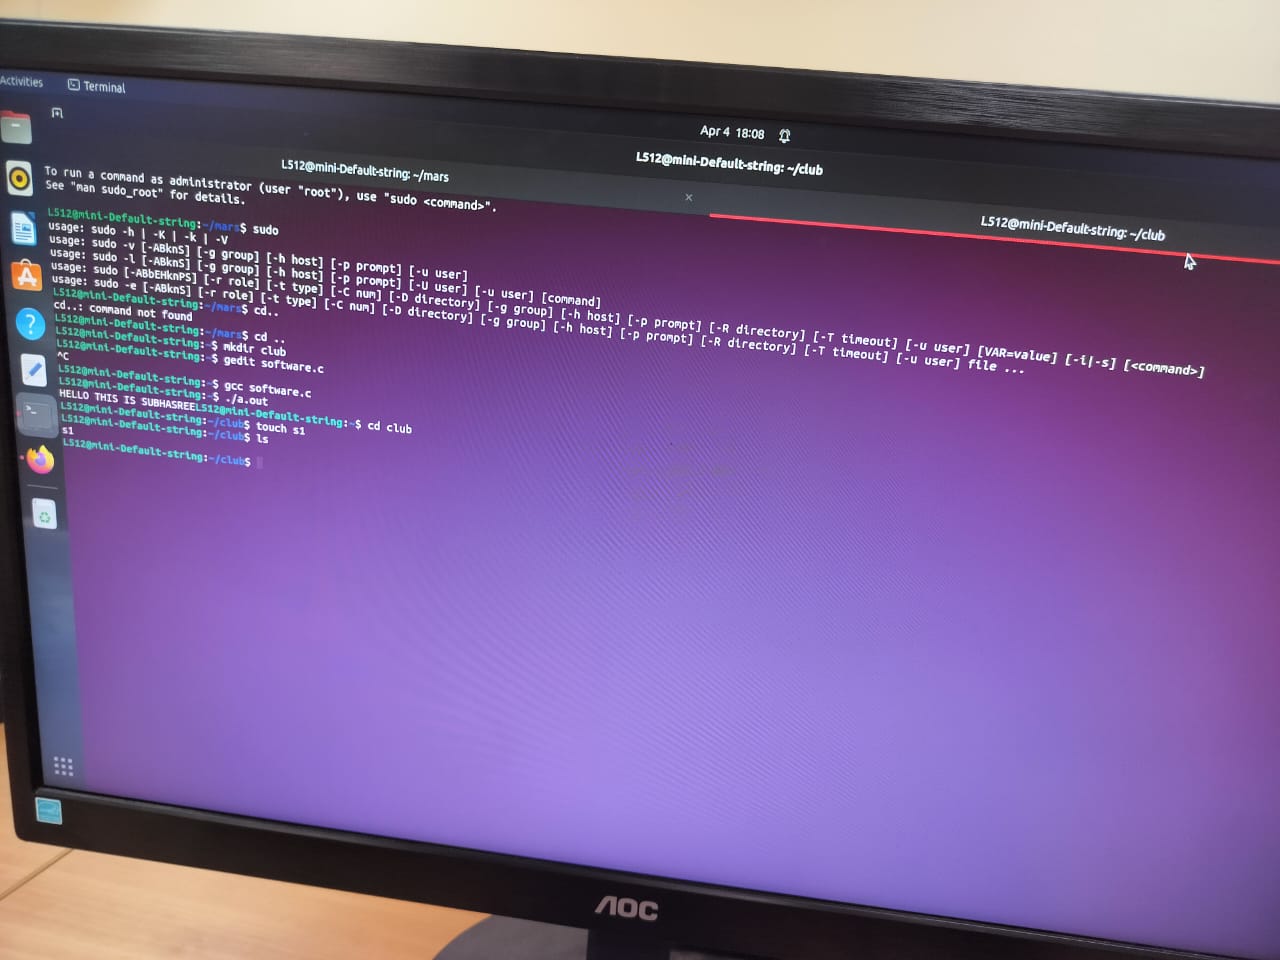 Activities Terminal
Apr 4 18:08
L512@mini-Default-string: ~/club
L512@mini-Default-string: ~/mars
L512@mini-Default-string: ~/club
To run a command as administrator (user "root"), use "sudo <command>".
See "man sudo_root" for details.
L512@mini-Default-string:~/mars$ sudo
usage: sudo -h | -K | -k | -V
usage: sudo -v [-ABknS] [-g group] [-h host] [-p prompt] [-u user]
usage: sudo -l [-ABknS] [-g group] [-h host] [-p prompt] [-U user] [-u user] [command]
usage: sudo [-ABbEHknPS] [-r role] [-t type] [-C num] [-D directory] [-g group] [-h host] [-p prompt] [-R directory] [-T timeout] [-u user] [VAR=value] [-i|-s] [<command>]
usage: sudo -e [-ABknS] [-r role] [-t type] [-C num] [-D directory] [-g group] [-h host] [-p prompt] [-R directory] [-T timeout] [-u user] file ...
L512@mini-Default-string:~/mars$ cd..
cd..: command not found
L512@mini-Default-string:~/mars$ cd ..
L512@mini-Default-string:~$ mkdir club
L512@mini-Default-string:~$ gedit software.c
^C
L512@mini-Default-string:~$ gcc software.c
L512@mini-Default-string:~$ ./a.out
HELLO THIS IS SUBHASREEL512@mini-Default-string:~$ cd club
L512@mini-Default-string:~/club$ touch s1
L512@mini-Default-string:~/club$ ls
s1
L512@mini-Default-string:~/club$
AOC